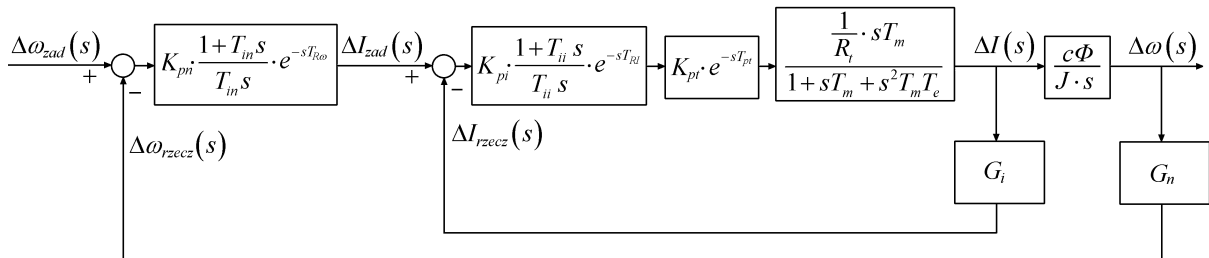 Δω_zad(s)
+
−
K_pn · (1 + T_in s)/(T_in s) · e^{−sT_Rω}
ΔI_zad(s)
+
−
K_pi · (1 + T_ii s)/(T_ii s) · e^{−sT_RI}
K_pt · e^{−sT_pt}
(1/R_t · sT_m)/(1 + sT_m + s²T_mT_e)
ΔI(s)
cΦ/(J · s)
Δω(s)
Δω_rzecz(s)
ΔI_rzecz(s)
G_i
G_n